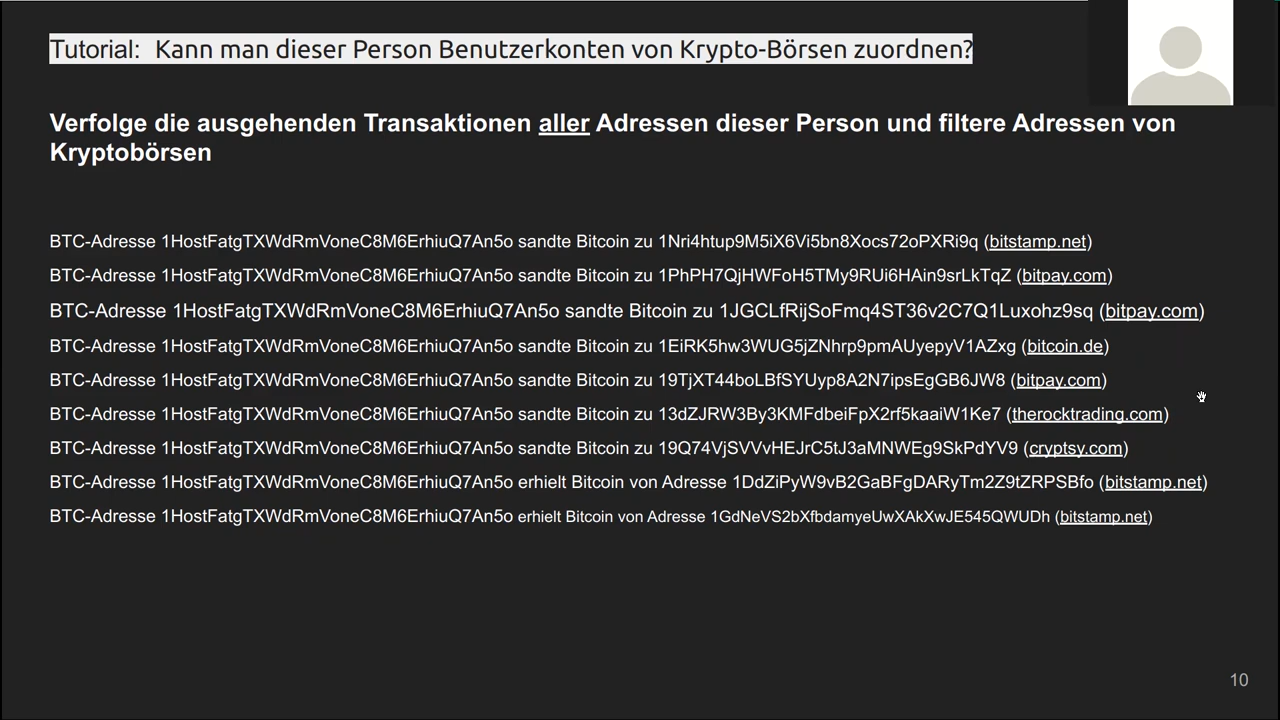 Tutorial: Kann man dieser Person Benutzerkonten von Krypto-Börsen zuordnen?
Verfolge die ausgehenden Transaktionen aller Adressen dieser Person und filtere Adressen von
Kryptobörsen
BTC-Adresse 1HostFatgTXWdRmVoneC8M6ErhiuQ7An5o sandte Bitcoin zu 1Nri4htup9M5iX6Vi5bn8Xocs72oPXRi9q (bitstamp.net)
BTC-Adresse 1HostFatgTXWdRmVoneC8M6ErhiuQ7An5o sandte Bitcoin zu 1PhPH7QjHWFoH5TMy9RUi6HAin9srLkTqZ (bitpay.com)
BTC-Adresse 1HostFatgTXWdRmVoneC8M6ErhiuQ7An5o sandte Bitcoin zu 1JGCLfRijSoFmq4ST36v2C7Q1Luxohz9sq (bitpay.com)
BTC-Adresse 1HostFatgTXWdRmVoneC8M6ErhiuQ7An5o sandte Bitcoin zu 1EiRK5hw3WUG5jZNhrp9pmAUyepyV1AZxg (bitcoin.de)
BTC-Adresse 1HostFatgTXWdRmVoneC8M6ErhiuQ7An5o sandte Bitcoin zu 19TjXT44boLBfSYUyp8A2N7ipsEgGB6JW8 (bitpay.com)
BTC-Adresse 1HostFatgTXWdRmVoneC8M6ErhiuQ7An5o sandte Bitcoin zu 13dZJRW3By3KMFdbeiFpX2rf5kaaiW1Ke7 (therocktrading.com)
BTC-Adresse 1HostFatgTXWdRmVoneC8M6ErhiuQ7An5o sandte Bitcoin zu 19Q74VjSVVvHEJrC5tJ3aMNWEg9SkPdYV9 (cryptsy.com)
BTC-Adresse 1HostFatgTXWdRmVoneC8M6ErhiuQ7An5o erhielt Bitcoin von Adresse 1DdZiPyW9vB2GaBFgDARyTm2Z9tZRPSBfo (bitstamp.net)
BTC-Adresse 1HostFatgTXWdRmVoneC8M6ErhiuQ7An5o erhielt Bitcoin von Adresse 1GdNeVS2bXfbdamyeUwXAkXwJE545QWUDh (bitstamp.net)
10